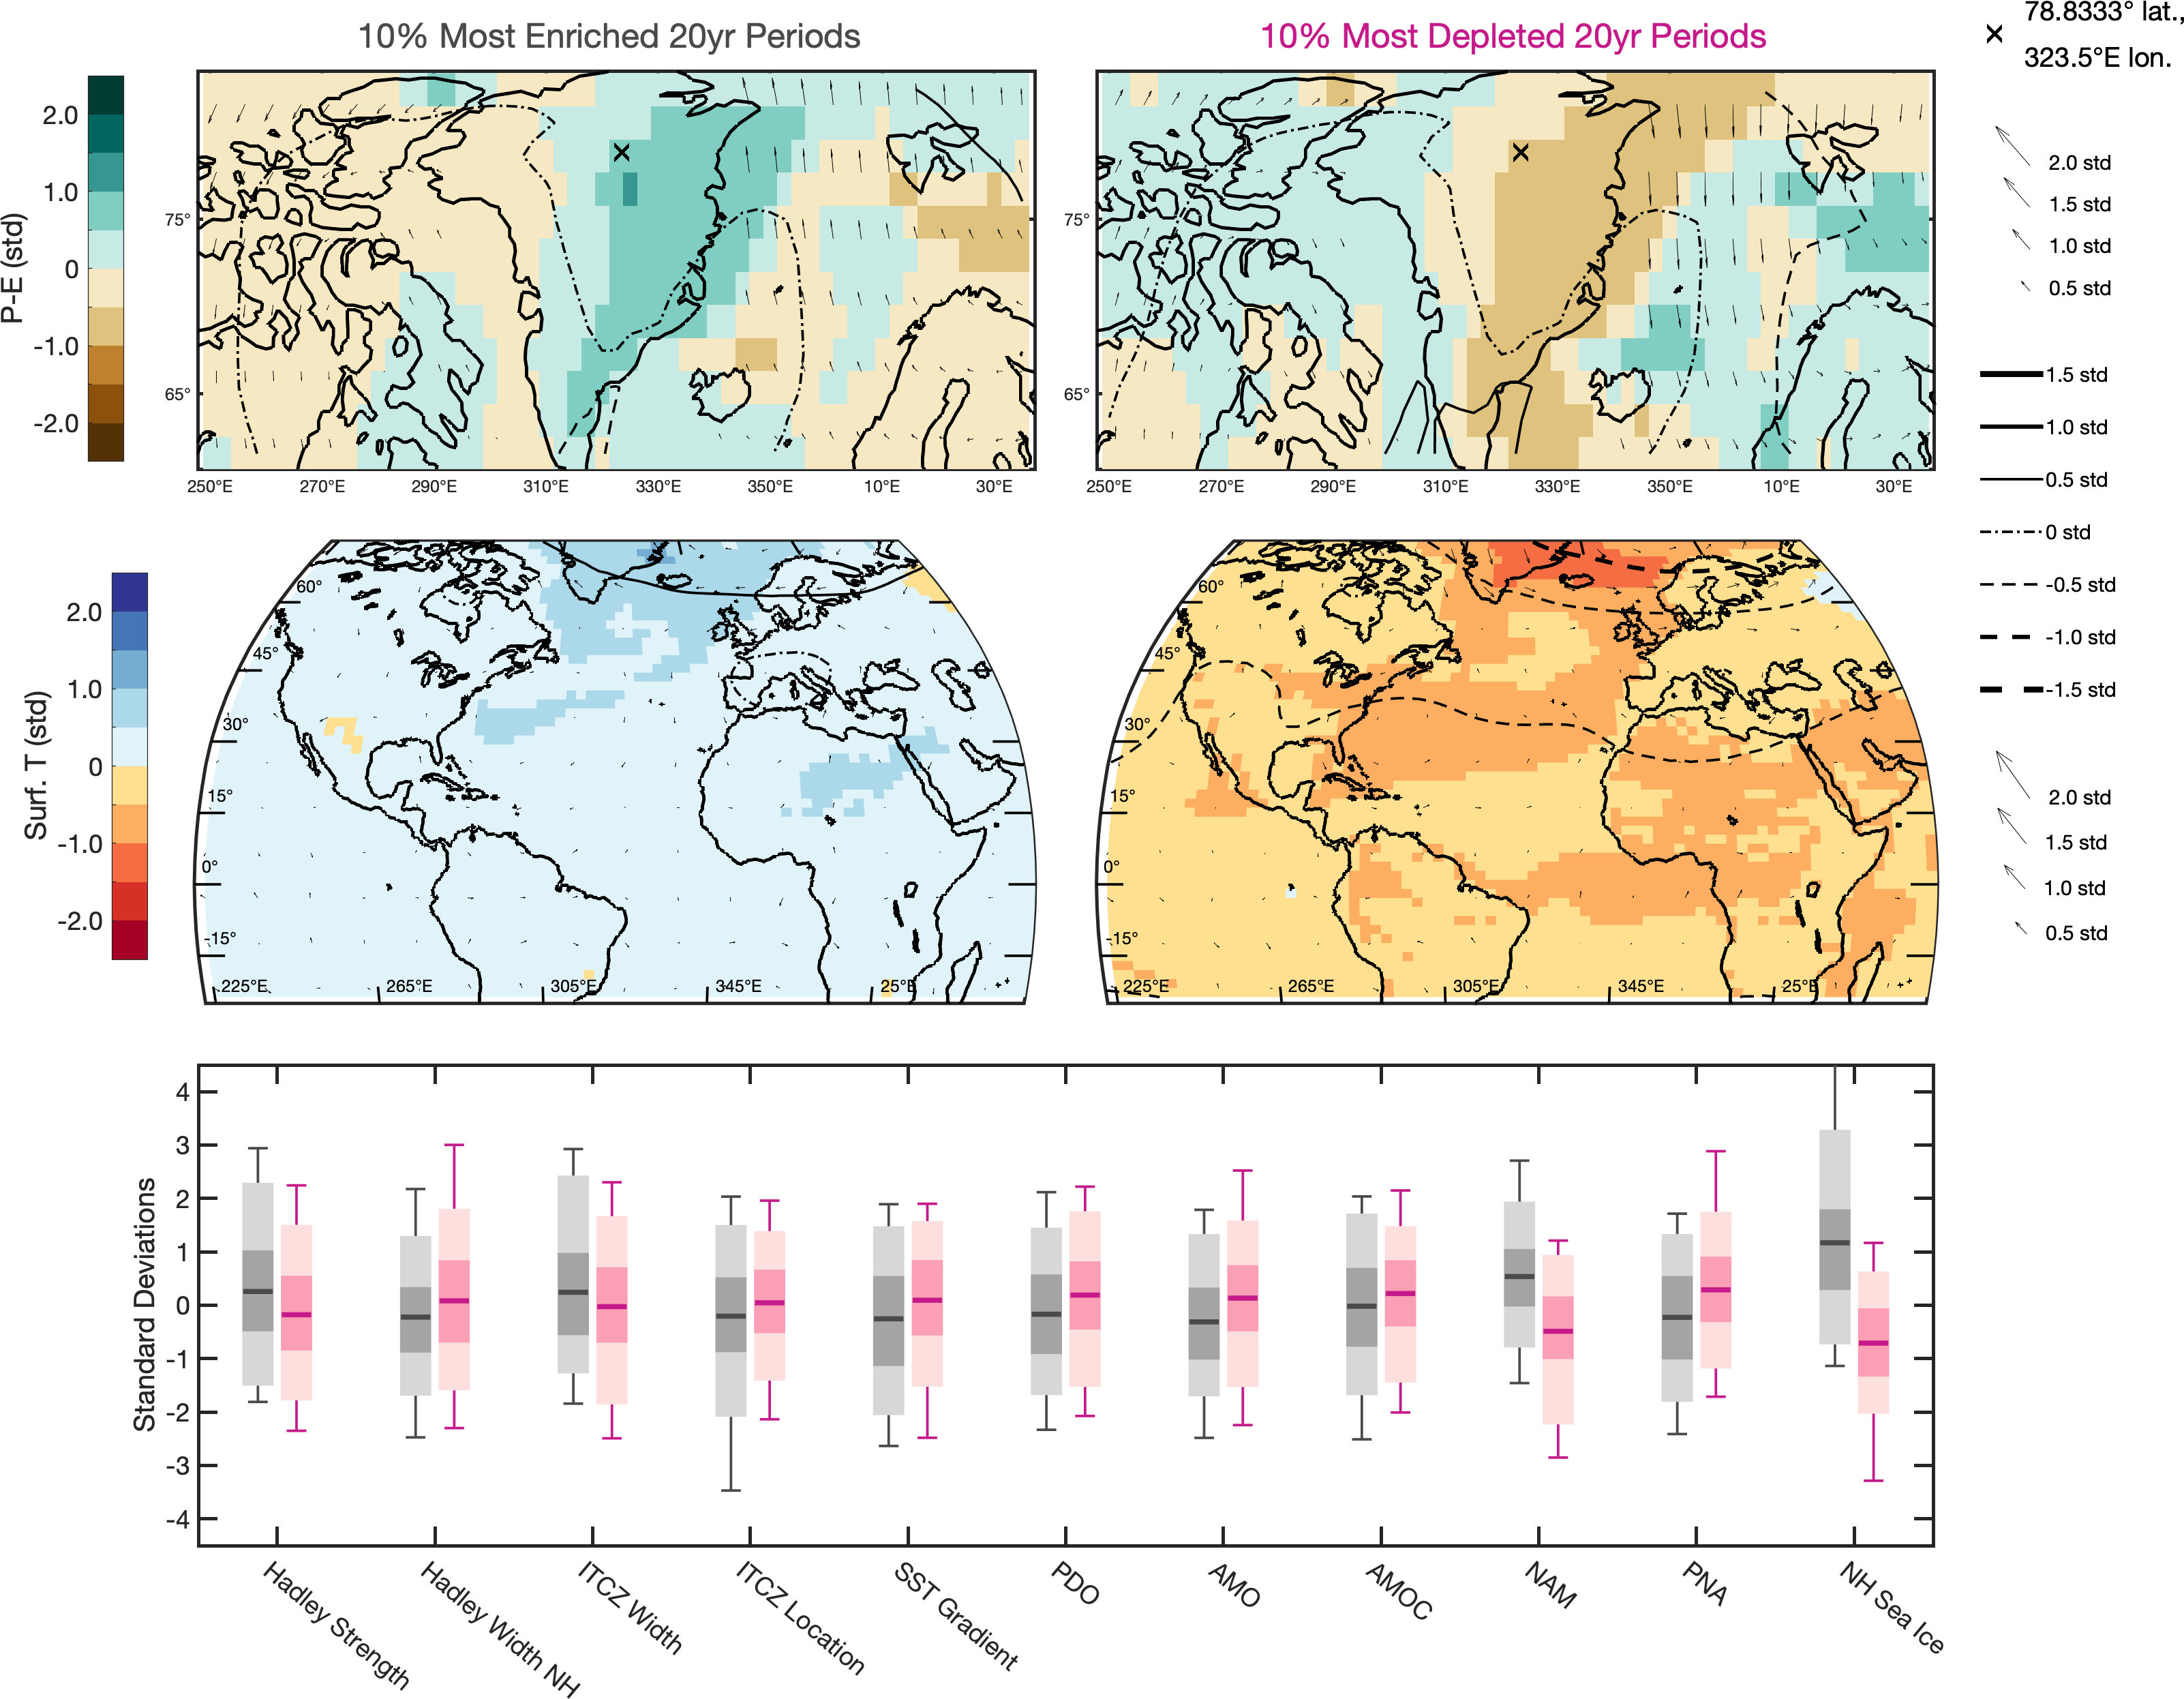 10% Most Enriched 20yr Periods
10% Most Depleted 20yr Periods
78.8333° lat.,
323.5°E lon.
P-E (std)
2.0
1.0
0
-1.0
-2.0
75°
65°
250°E 270°E 290°E 310°E 330°E 350°E 10°E 30°E
75°
65°
250°E 270°E 290°E 310°E 330°E 350°E 10°E 30°E
2.0 std
1.5 std
1.0 std
0.5 std
1.5 std
1.0 std
0.5 std
0 std
-0.5 std
-1.0 std
-1.5 std
Surf. T (std)
2.0
1.0
0
-1.0
-2.0
60°
45°
30°
15°
0°
-15°
225°E 265°E 305°E 345°E 25°E
60°
45°
30°
15°
0°
-15°
225°E 265°E 305°E 345°E 25°E
2.0 std
1.5 std
1.0 std
0.5 std
Standard Deviations
4
3
2
1
0
-1
-2
-3
-4
Hadley Strength
Hadley Width NH
ITCZ Width
ITCZ Location
SST Gradient
PDO
AMO
AMOC
NAM
PNA
NH Sea Ice